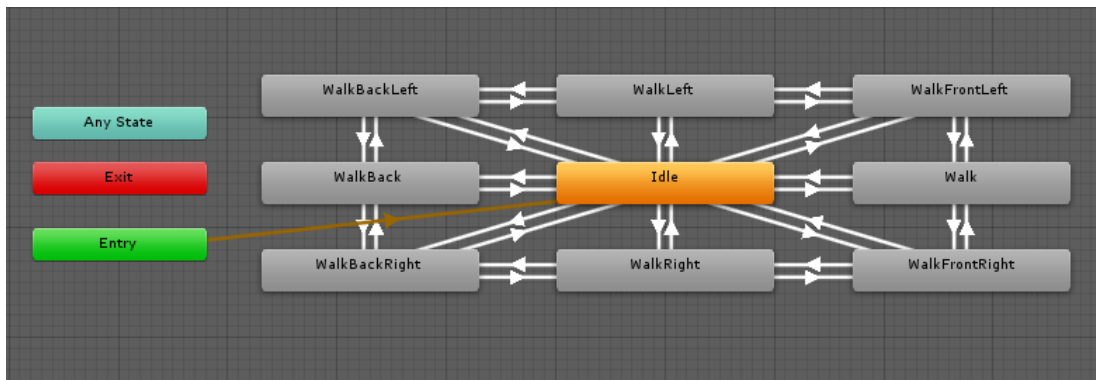 WalkBackLeft
WalkLeft
WalkFrontLeft
Any State
Exit
WalkBack
Idle
Walk
Entry
WalkBackRight
WalkRight
WalkFrontRight